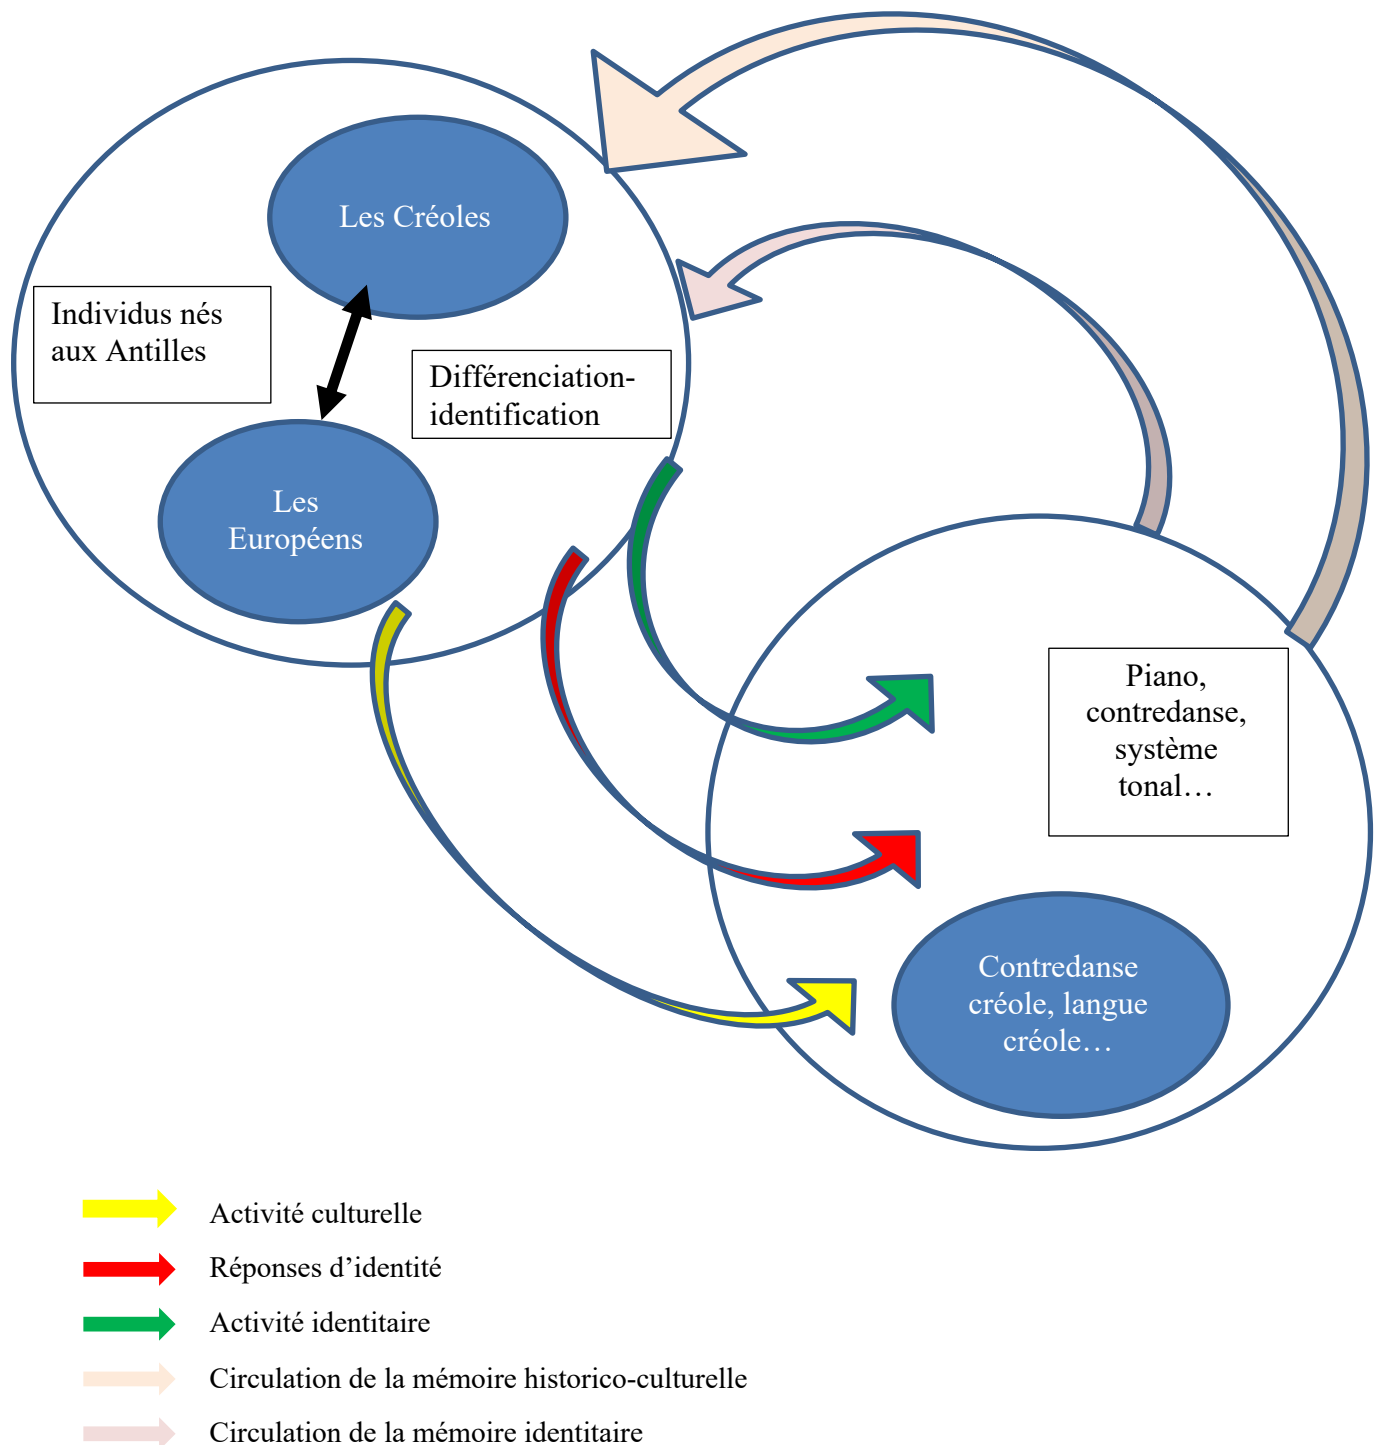 Les Créoles
Individus nés
aux Antilles
Différenciation-
identification
Les
Européens
Piano,
contredanse,
système
tonal…
Contredanse
créole, langue
créole…
Activité culturelle
Réponses d’identité
Activité identitaire
Circulation de la mémoire historico-culturelle
Circulation de la mémoire identitaire